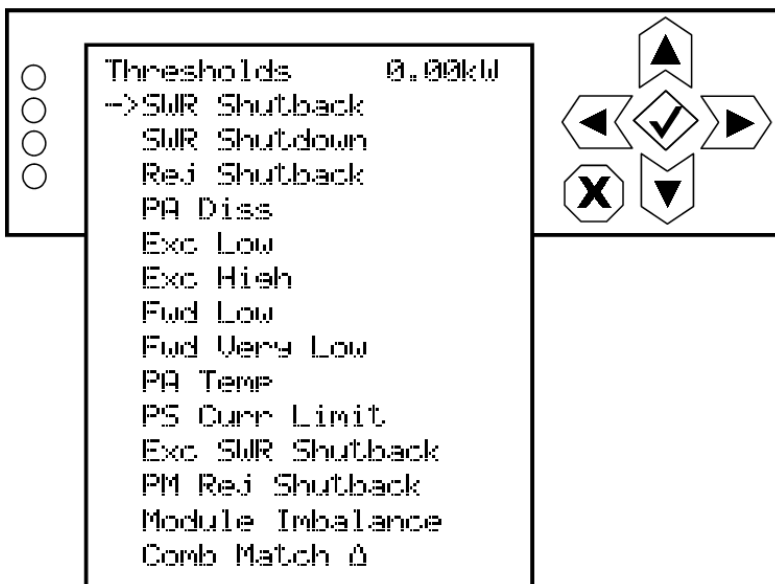 Thresholds 0.00kW
->SWR Shutback
SWR Shutdown
Rej Shutback
PA Diss
Exc Low
Exc High
Fwd Low
Fwd Very Low
PA Temp
PS Curr Limit
Exc SWR Shutback
PM Rej Shutback
Module Imbalance
Comb Match Δ
X